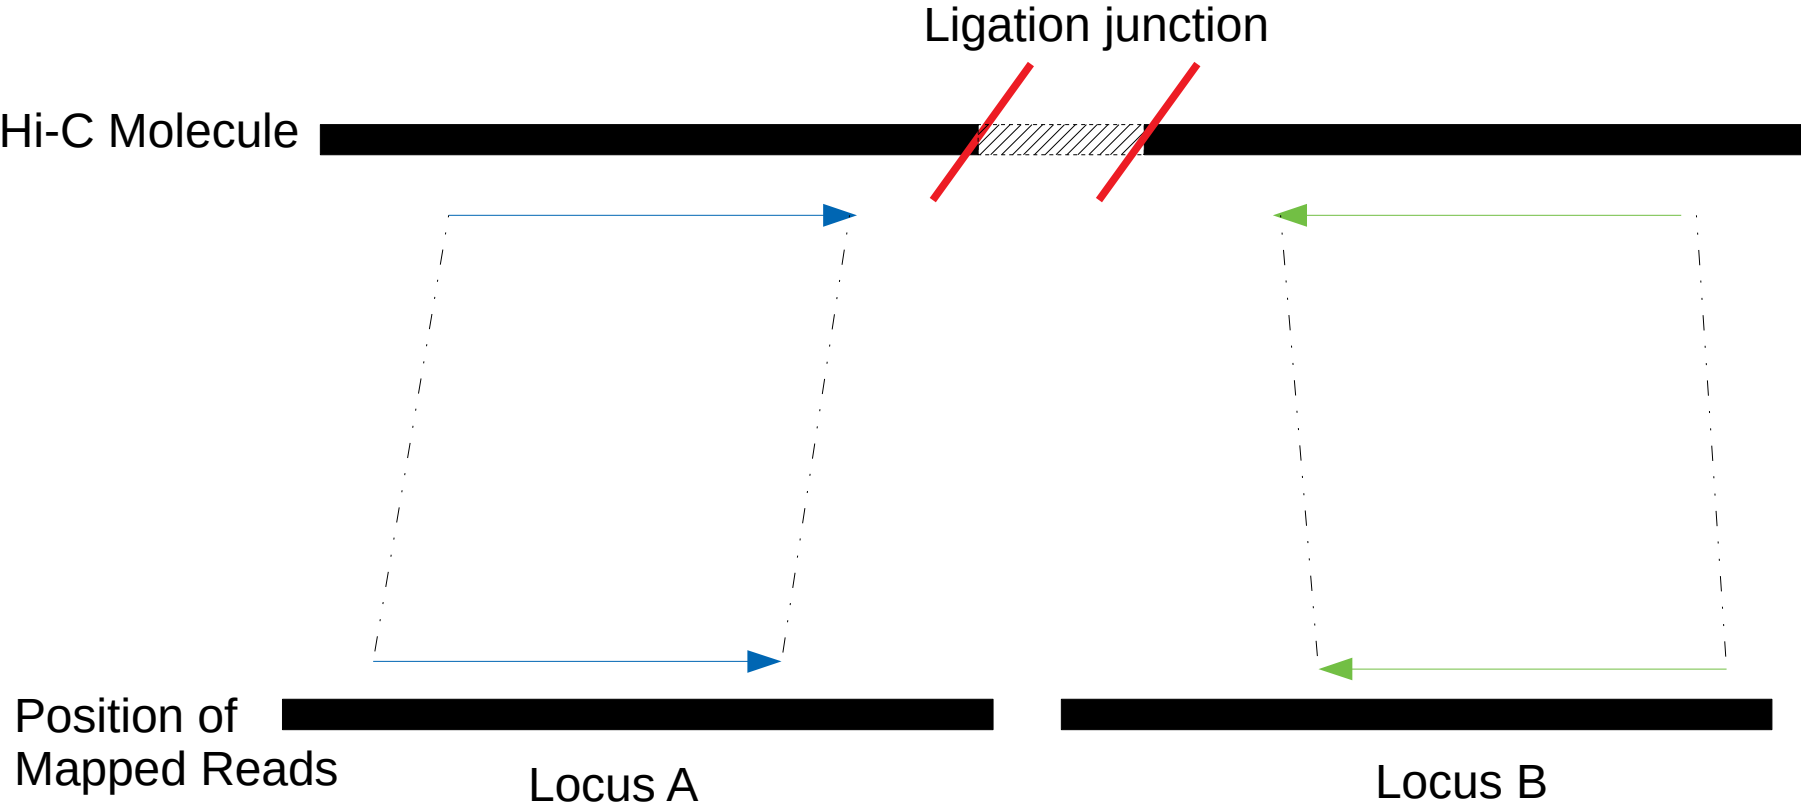 Ligation junction
Hi-C Molecule
Position of
Mapped Reads
Locus A
Locus B